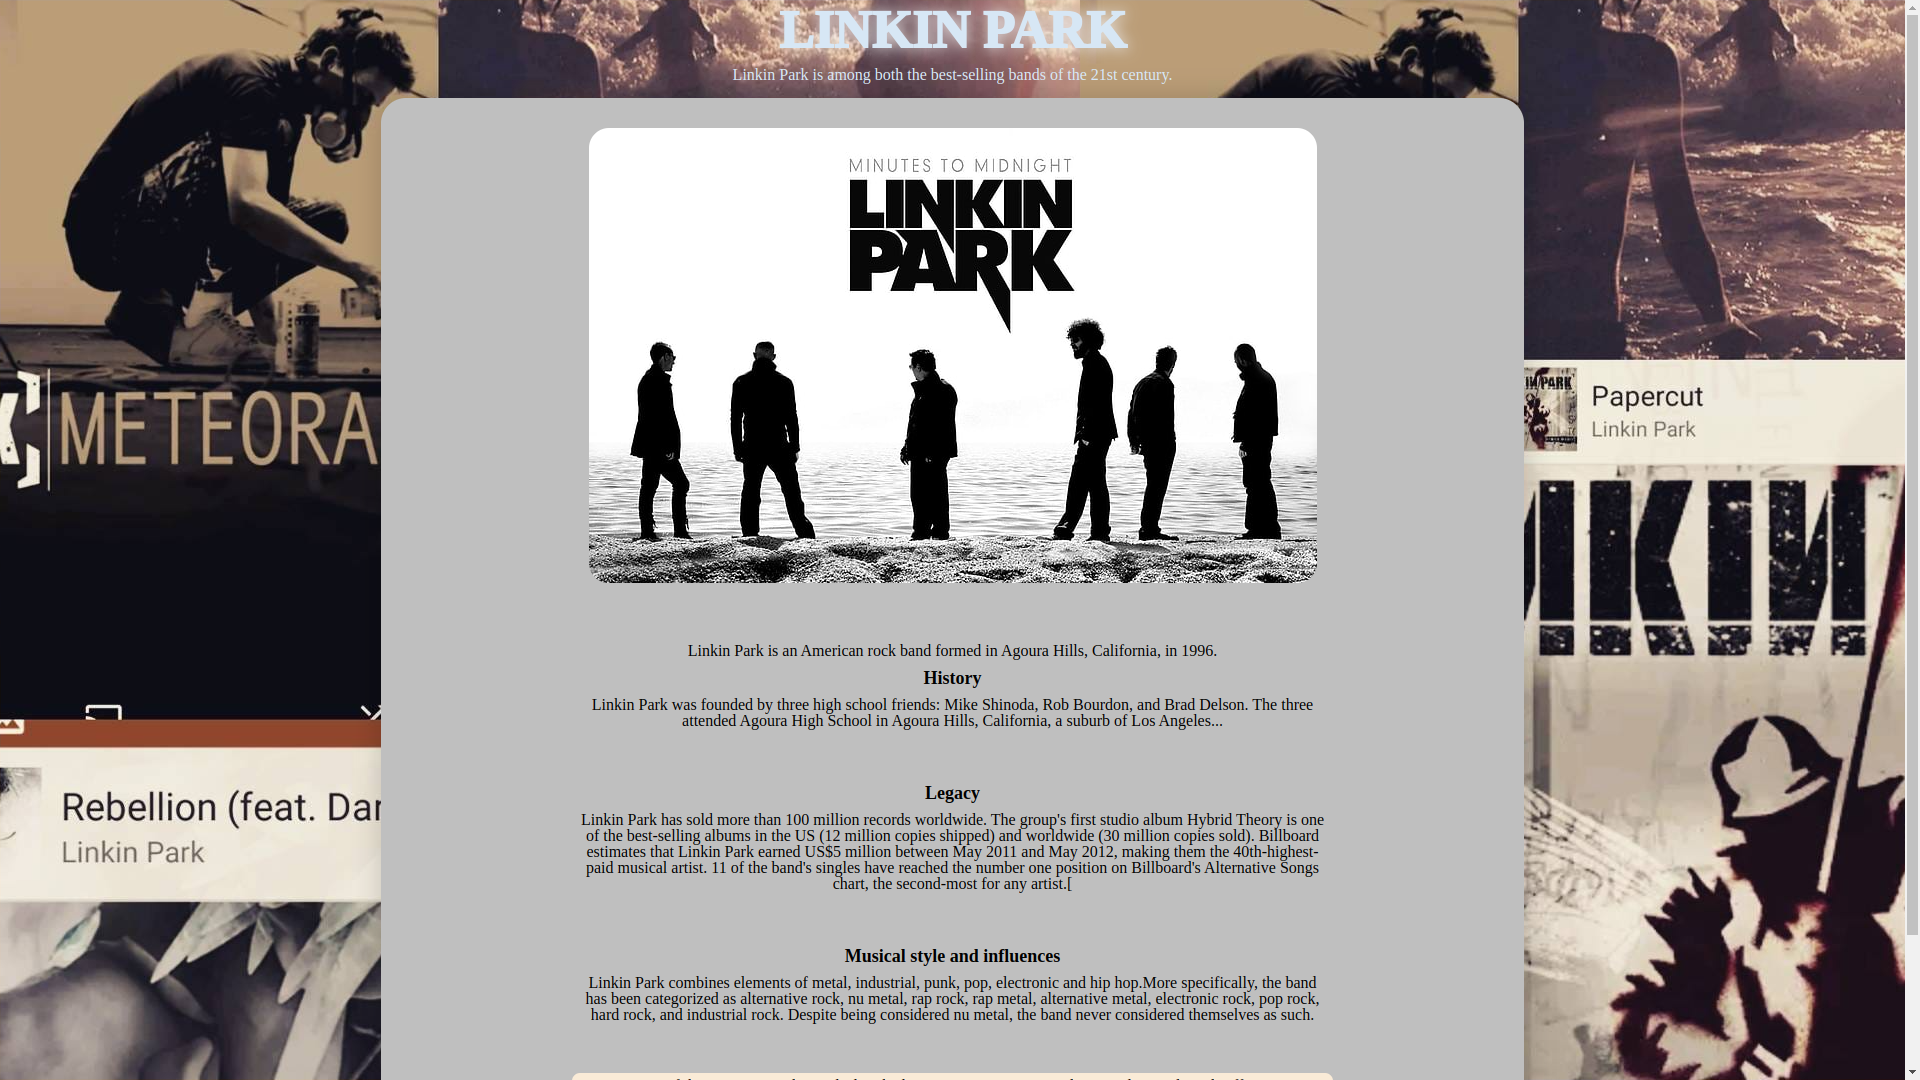 LINKIN PARK
Linkin Park is among both the best-selling bands of the 21st century.
MINUTES TO MIDNIGHT
LINKIN
PARK
METEORA
Papercut
Linkin Park
Linkin Park is an American rock band formed in Agoura Hills, California, in 1996.
History
Linkin Park was founded by three high school friends: Mike Shinoda, Rob Bourdon, and Brad Delson. The three
attended Agoura High School in Agoura Hills, California, a suburb of Los Angeles...
Rebellion (feat. Dar
Linkin Park
Legacy
Linkin Park has sold more than 100 million records worldwide. The group's first studio album Hybrid Theory is one
of the best-selling albums in the US (12 million copies shipped) and worldwide (30 million copies sold). Billboard
estimates that Linkin Park earned US$5 million between May 2011 and May 2012, making them the 40th-highest-
paid musical artist. 11 of the band's singles have reached the number one position on Billboard's Alternative Songs
chart, the second-most for any artist.[
Musical style and influences
Linkin Park combines elements of metal, industrial, punk, pop, electronic and hip hop.More specifically, the band
has been categorized as alternative rock, nu metal, rap rock, rap metal, alternative metal, electronic rock, pop rock,
hard rock, and industrial rock. Despite being considered nu metal, the band never considered themselves as such.